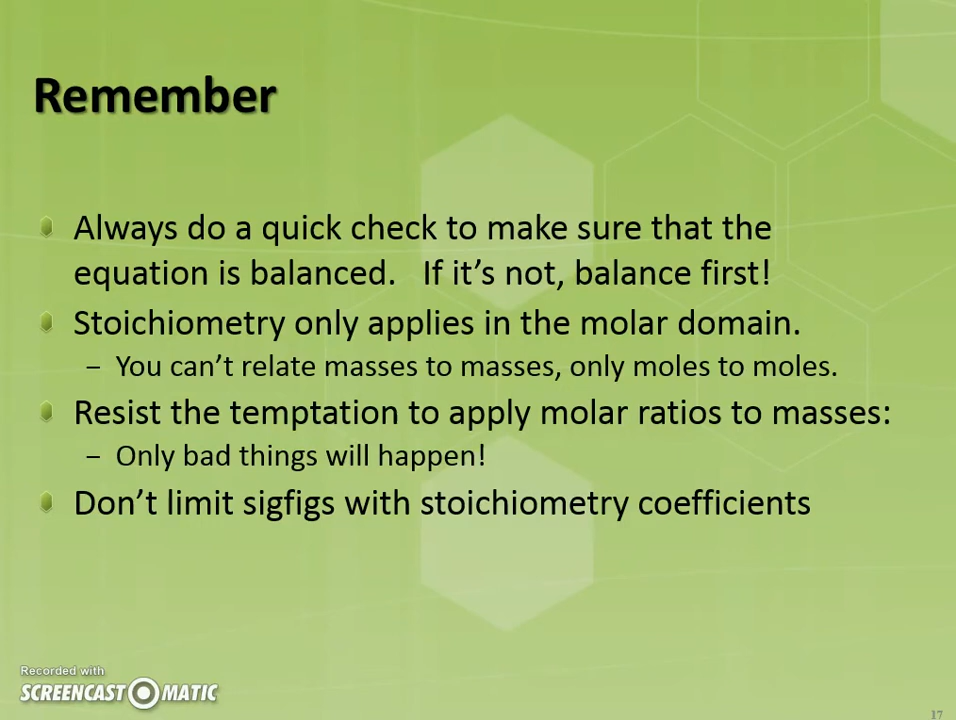 Remember
Always do a quick check to make sure that the
equation is balanced.   If it’s not, balance first!
Stoichiometry only applies in the molar domain.
– You can’t relate masses to masses, only moles to moles.
Resist the temptation to apply molar ratios to masses:
– Only bad things will happen!
Don’t limit sigfigs with stoichiometry coefficients
Recorded with
SCREENCAST MATIC
17